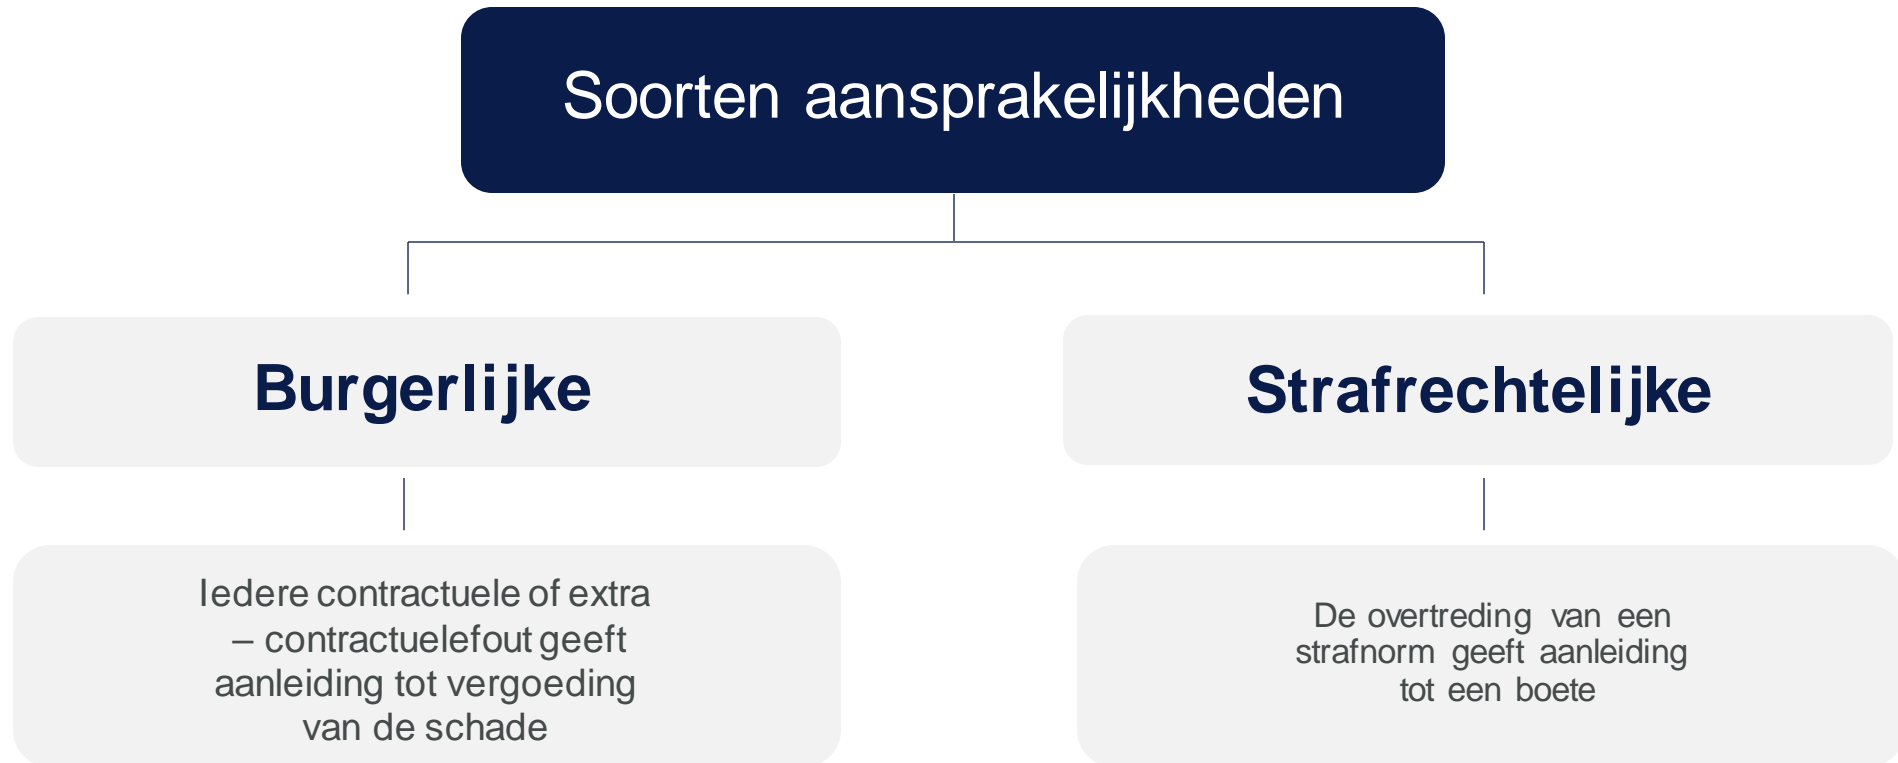 Soorten aansprakelijkheden
Burgerlijke
Strafrechtelijke
Iedere contractuele of extra
– contractuelefout geeft
aanleiding tot vergoeding
van de schade
De overtreding van een
strafnorm geeft aanleiding
tot een boete